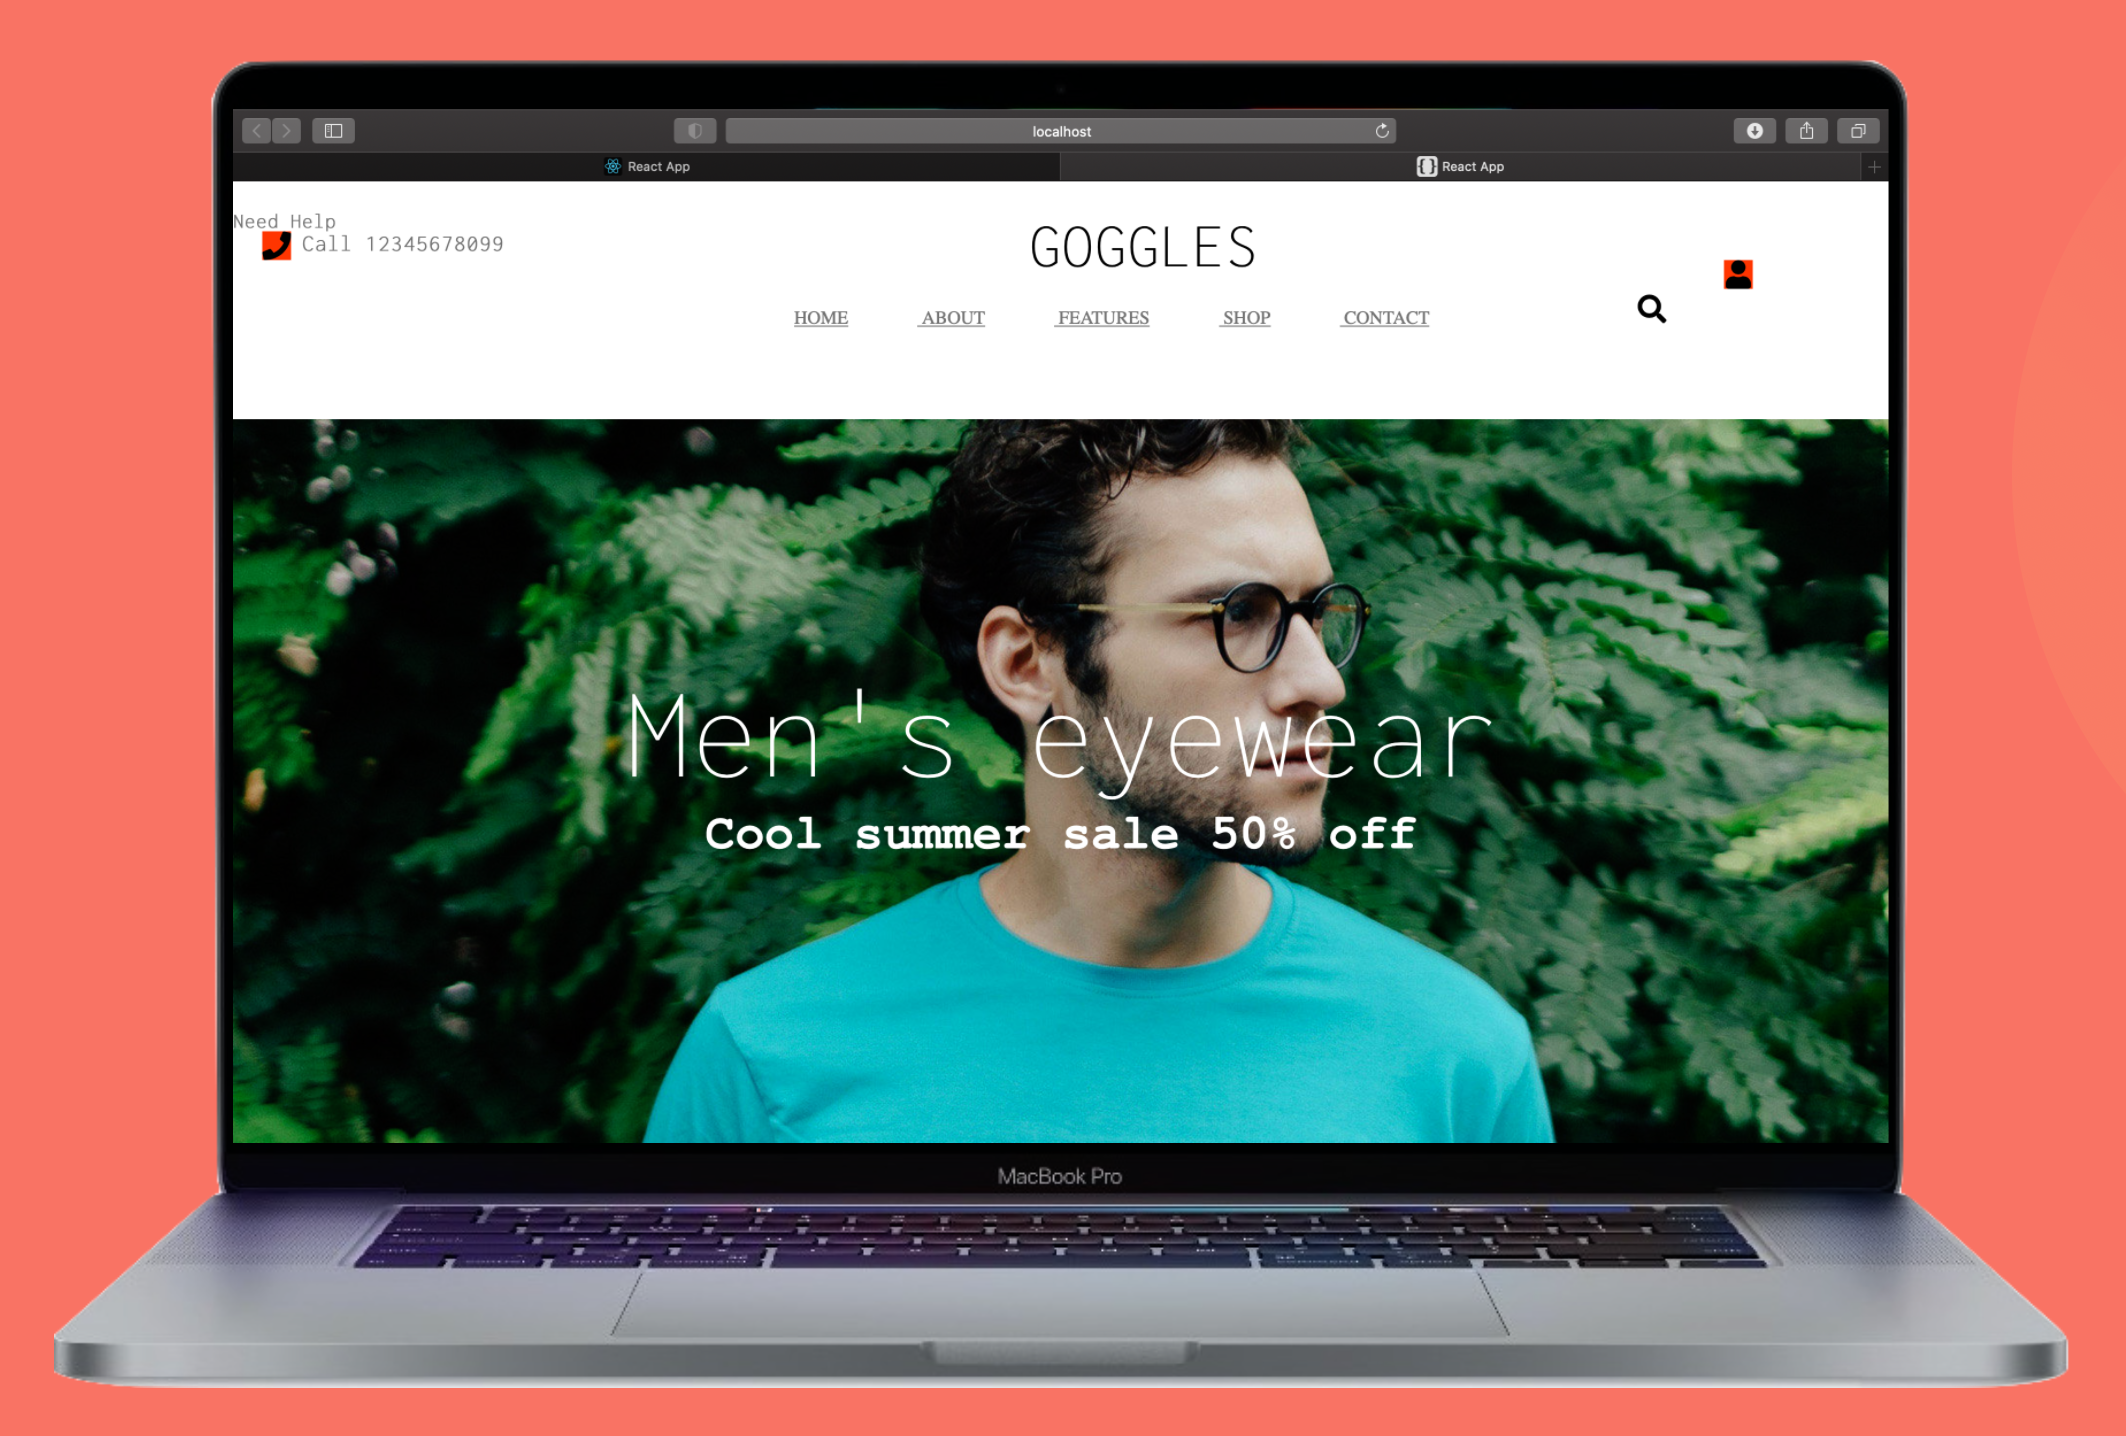 localhost
React App
React App
Need Help
Call 12345678099
GOGGLES
HOME ABOUT FEATURES SHOP CONTACT
Men's eyewear
Cool summer sale 50% off
MacBook Pro